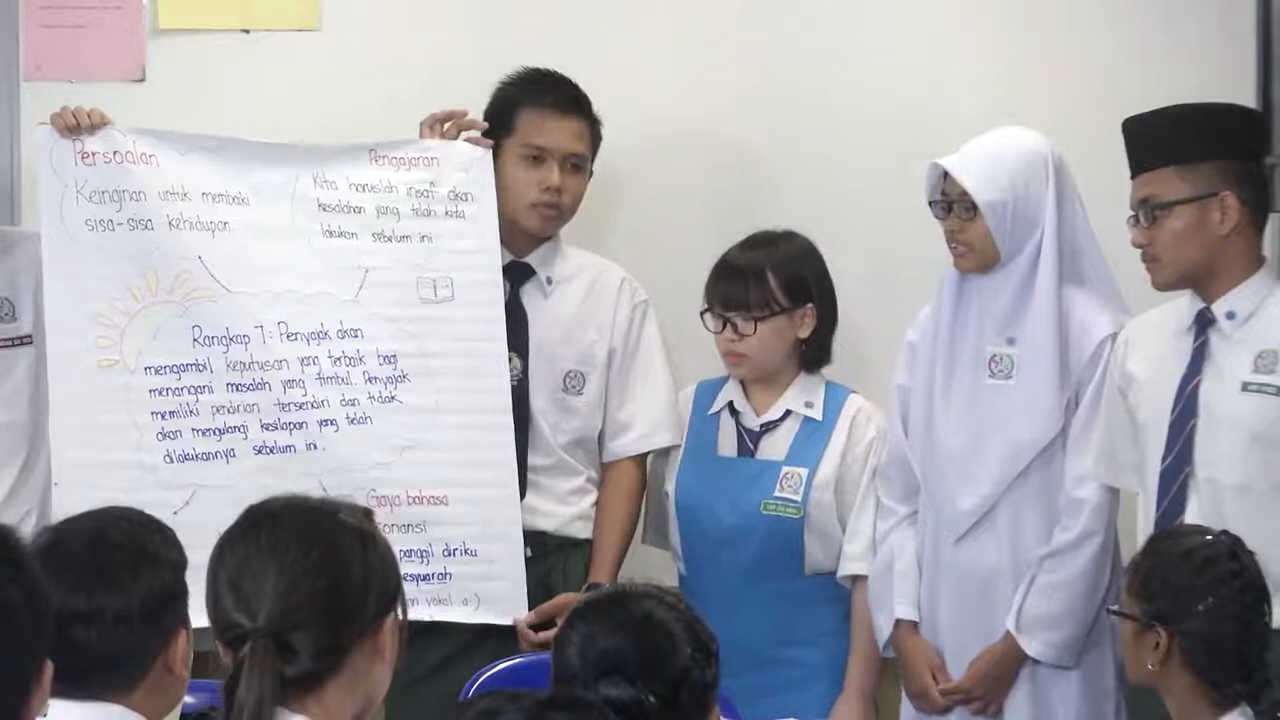 Persoalan
Keinginan untuk membaiki
sisa-sisa kehidupan.
Pengajaran
Kita haruslah insaf akan
kesalahan yang telah kita
lakukan sebelum ini
Rangkap 7: Penyajak akan
mengambil keputusan yang terbaik bagi
menangani masalah yang timbul. Penyajak
memiliki pendirian tersendiri dan tidak
akan mengulangi kesilapan yang telah
dilakukannya sebelum ini.
Gaya bahasa
onansi
panggil diriku
esyuarah
vokal a)